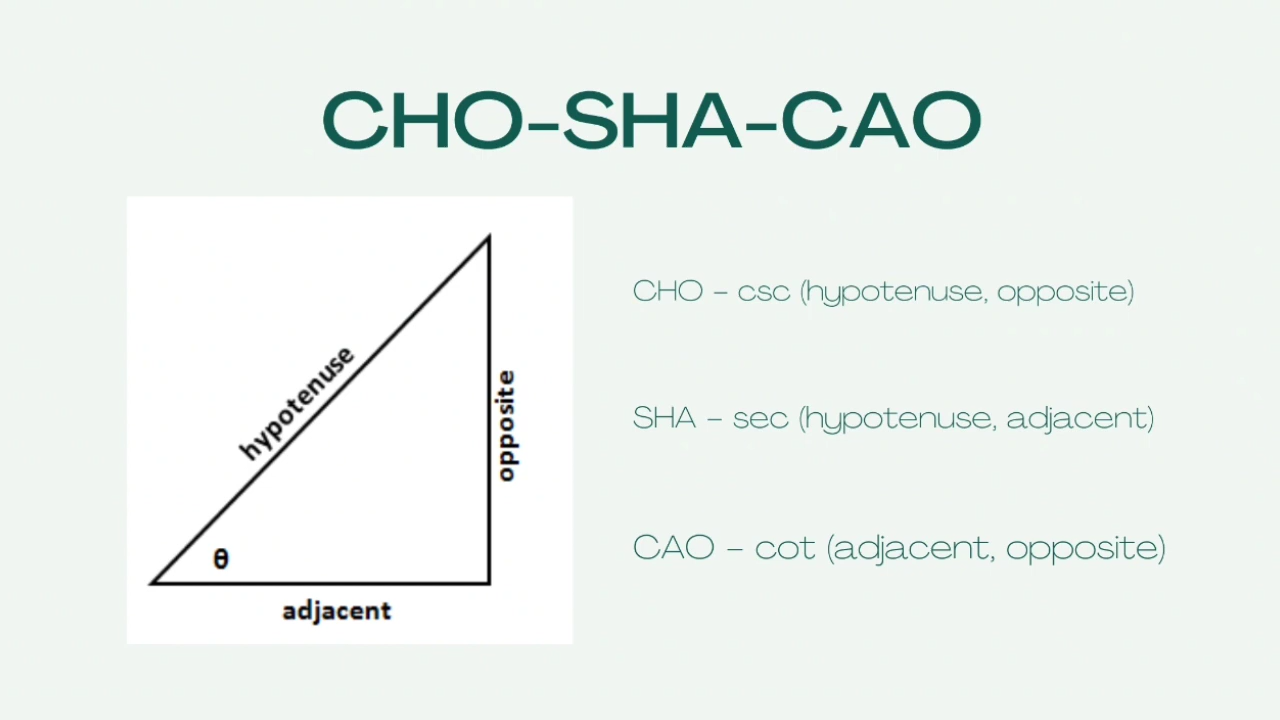 CHO-SHA-CAO
hypotenuse
opposite
θ
adjacent
CHO - csc (hypotenuse, opposite)
SHA - sec (hypotenuse, adjacent)
CAO - cot (adjacent, opposite)